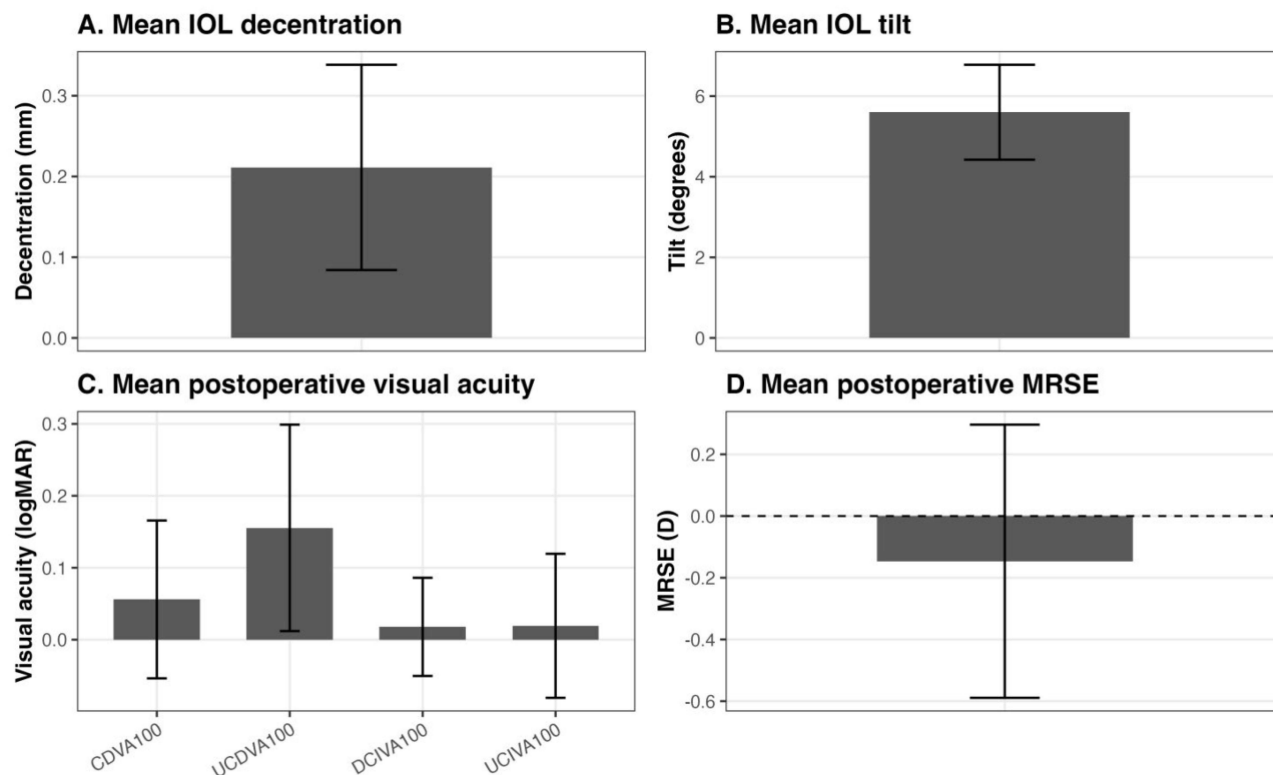 A. Mean IOL decentration
Decentration (mm)
0.3
0.2
0.1
0.0
B. Mean IOL tilt
Tilt (degrees)
6
4
2
0
C. Mean postoperative visual acuity
Visual acuity (logMAR)
0.3
0.2
0.1
0.0
CDVA100
UCDVA100
DCIVA100
UCIVA100
D. Mean postoperative MRSE
MRSE (D)
0.2
0.0
-0.2
-0.4
-0.6